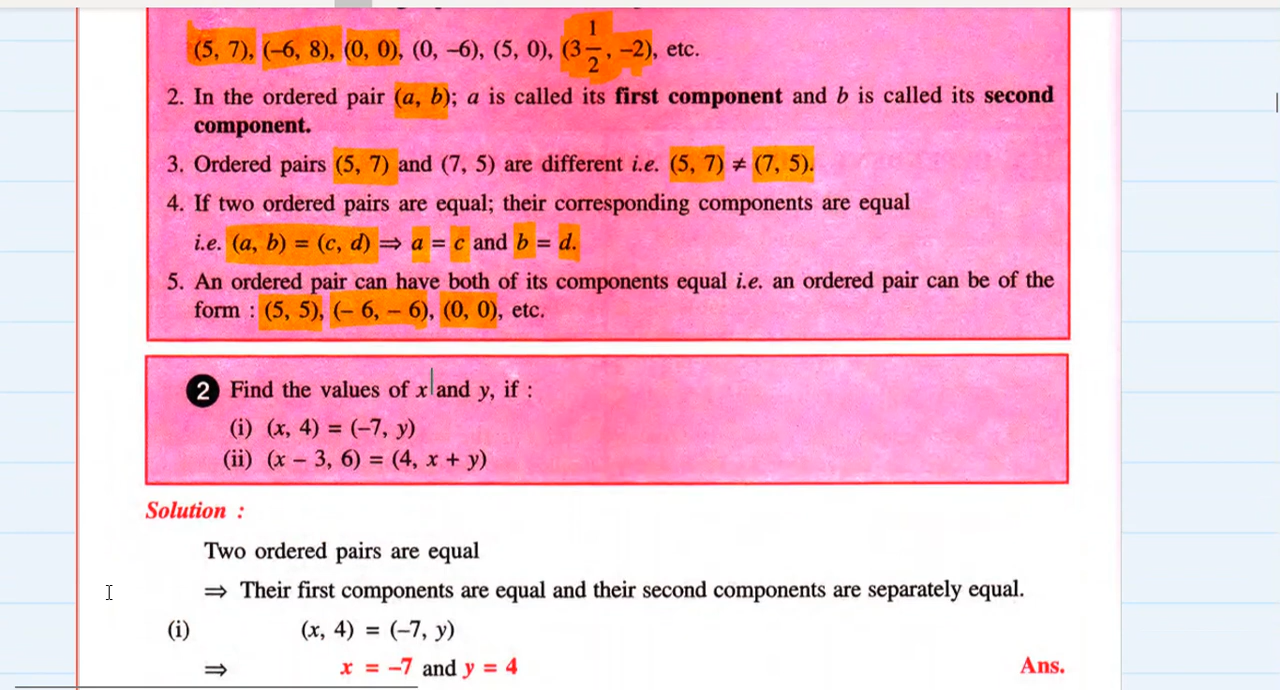 (5, 7), (–6, 8), (0, 0), (0, –6), (5, 0), (3 1/2, –2), etc.
2. In the ordered pair (a, b); a is called its first component and b is called its second
component.
3. Ordered pairs (5, 7) and (7, 5) are different i.e. (5, 7) ≠ (7, 5).
4. If two ordered pairs are equal; their corresponding components are equal
i.e. (a, b) = (c, d) ⇒ a = c and b = d.
5. An ordered pair can have both of its components equal i.e. an ordered pair can be of the
form : (5, 5), (– 6, – 6), (0, 0), etc.
2 Find the values of x and y, if :
(i) (x, 4) = (–7, y)
(ii) (x – 3, 6) = (4, x + y)
Solution :
Two ordered pairs are equal
⇒ Their first components are equal and their second components are separately equal.
(i) (x, 4) = (–7, y)
⇒ x = –7 and y = 4 Ans.